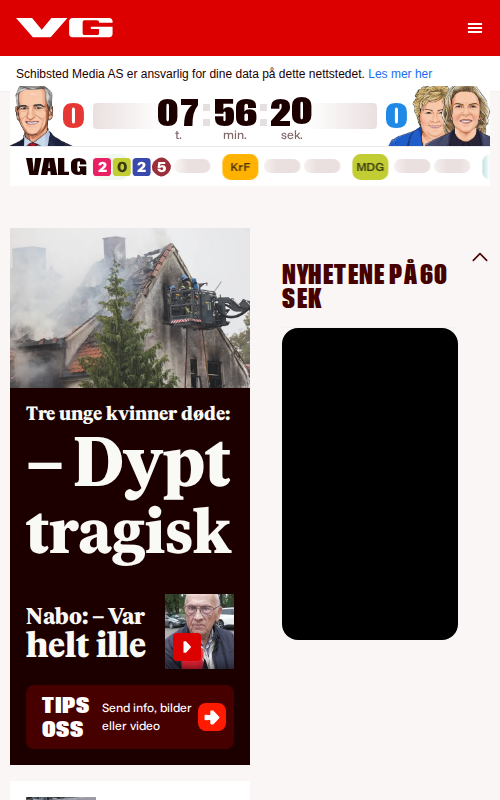 VG
Schibsted Media AS er ansvarlig for dine data på dette nettstedet. Les mer her
0 07:56:20 0
t. min. sek.
VALG 2025 KrF MDG
Tre unge kvinner døde:
– Dypt
tragisk
Nabo: – Var
helt ille
TIPS
OSS
Send info, bilder
eller video
NYHETENE PÅ 60
SEK